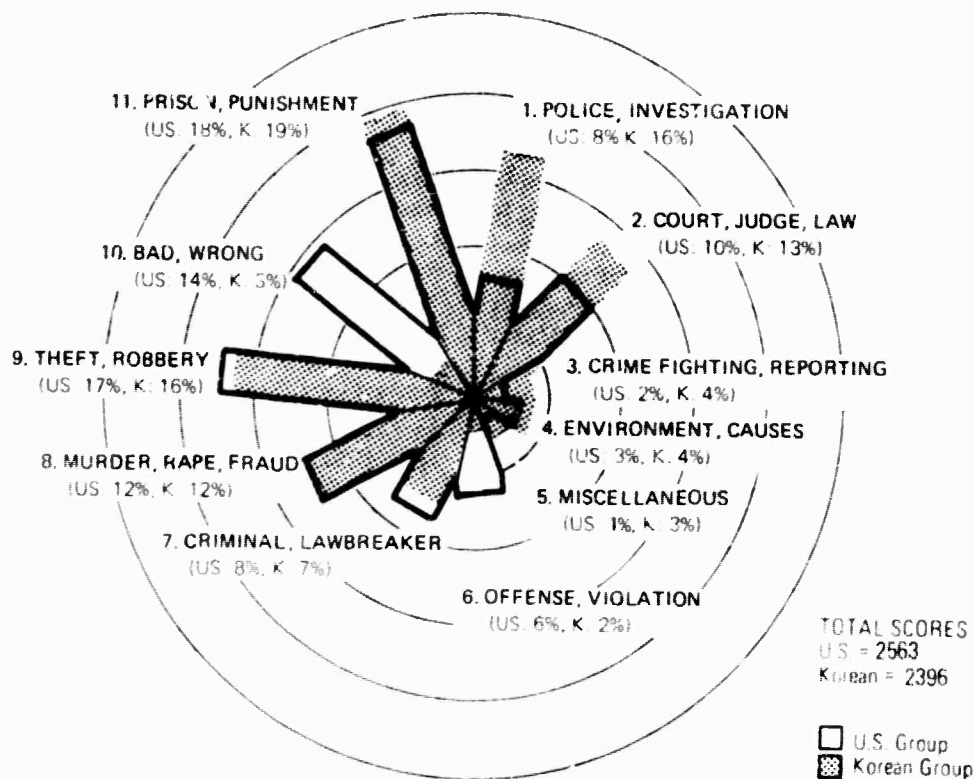 11. PRISON, PUNISHMENT
(US: 18%, K: 19%)
1. POLICE, INVESTIGATION
(US: 8% K: 16%)
2. COURT, JUDGE, LAW
(US: 10%, K: 13%)
10. BAD, WRONG
(US: 14%, K:
9. THEFT, ROBBERY
(US: 17%, K: 16%)
3. CRIME FIGHTING, REPORTING
(US: 2%, K: 4%)
4. ENVIRONMENT, CAUSES
(US: 3%, K: 4%)
8. MURDER, RAPE, FRAUD
(US: 12%, K: 12%)
5. MISCELLANEOUS
(US: 1%, K: 3%)
7. CRIMINAL, LAWBREAKER
(US: 8%, K: 7%)
6. OFFENSE, VIOLATION
(US: 6%, K: 2%)
TOTAL SCORES
U.S. = 2563
Korean = 2396
U.S. Group
Korean Group